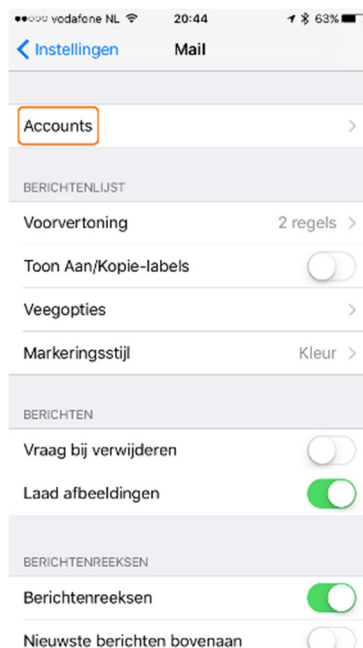 vodafone NL 20:44 63%
Instellingen Mail
Accounts
BERICHTENLIJST
Voorvertoning 2 regels
Toon Aan/Kopie-labels
Veegopties
Markeringsstijl Kleur
BERICHTEN
Vraag bij verwijderen
Laad afbeeldingen
BERICHTENREEKSEN
Berichtenreeksen
Nieuwste berichten bovenaan